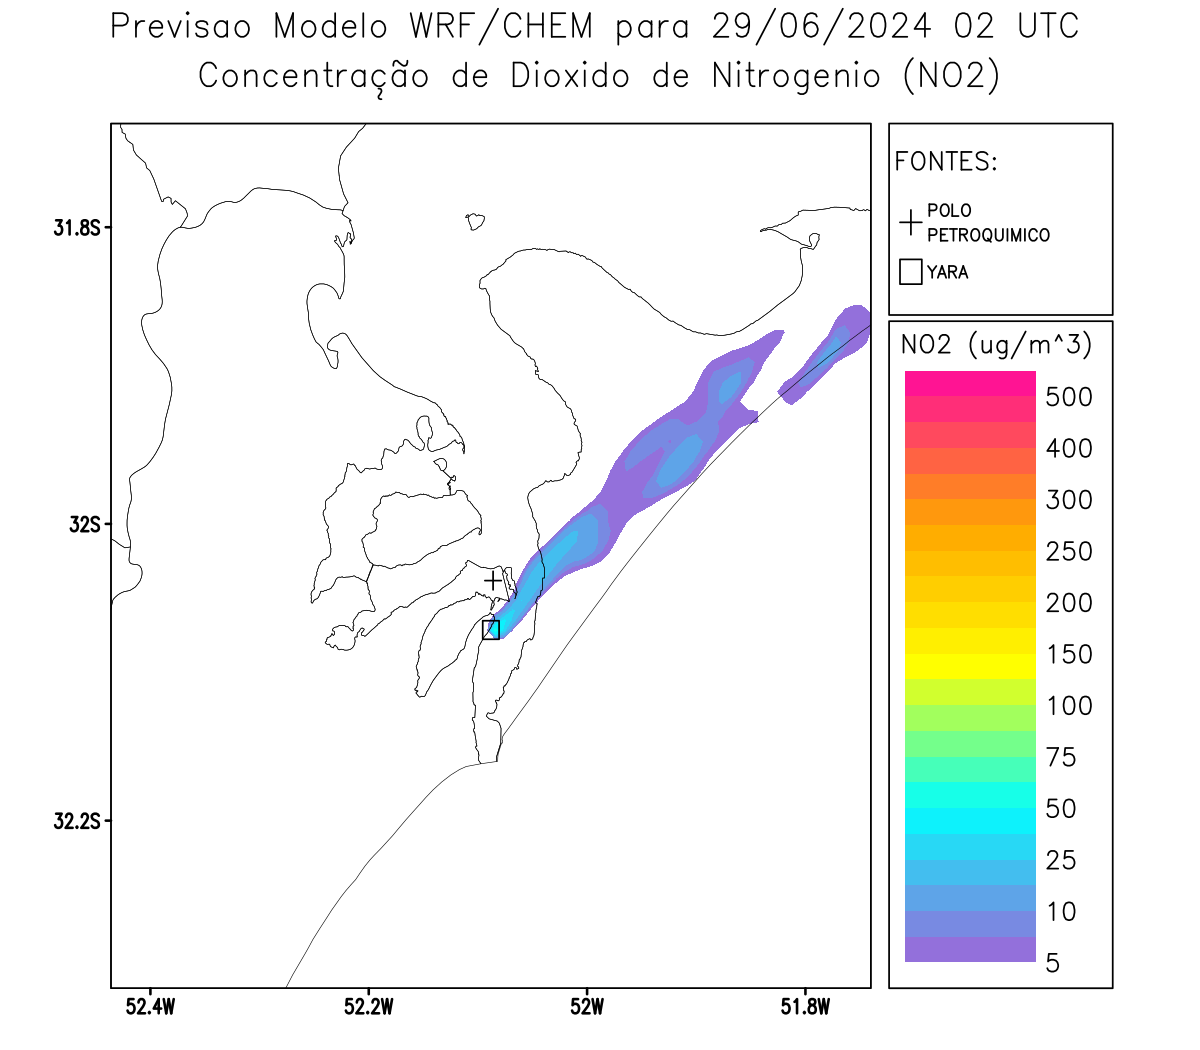 Previsao Modelo WRF/CHEM para 29/06/2024 02 UTC
Concentração de Dioxido de Nitrogenio (NO2)
FONTES:
POLO
PETROQUIMICO
YARA
31.8S
32S
32.2S
52.4W
52.2W
52W
51.8W
NO2 (ug/m^3)
500
400
300
250
200
150
100
75
50
25
10
5